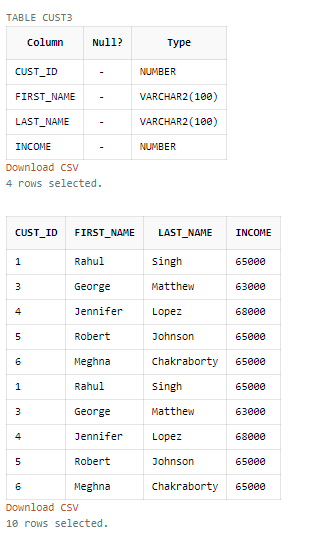 TABLE CUST3
Column Null? Type
CUST_ID - NUMBER
FIRST_NAME - VARCHAR2(100)
LAST_NAME - VARCHAR2(100)
INCOME - NUMBER
Download CSV
4 rows selected.
CUST_ID FIRST_NAME LAST_NAME INCOME
1 Rahul Singh 65000
3 George Matthew 63000
4 Jennifer Lopez 68000
5 Robert Johnson 65000
6 Meghna Chakraborty 65000
1 Rahul Singh 65000
3 George Matthew 63000
4 Jennifer Lopez 68000
5 Robert Johnson 65000
6 Meghna Chakraborty 65000
Download CSV
10 rows selected.